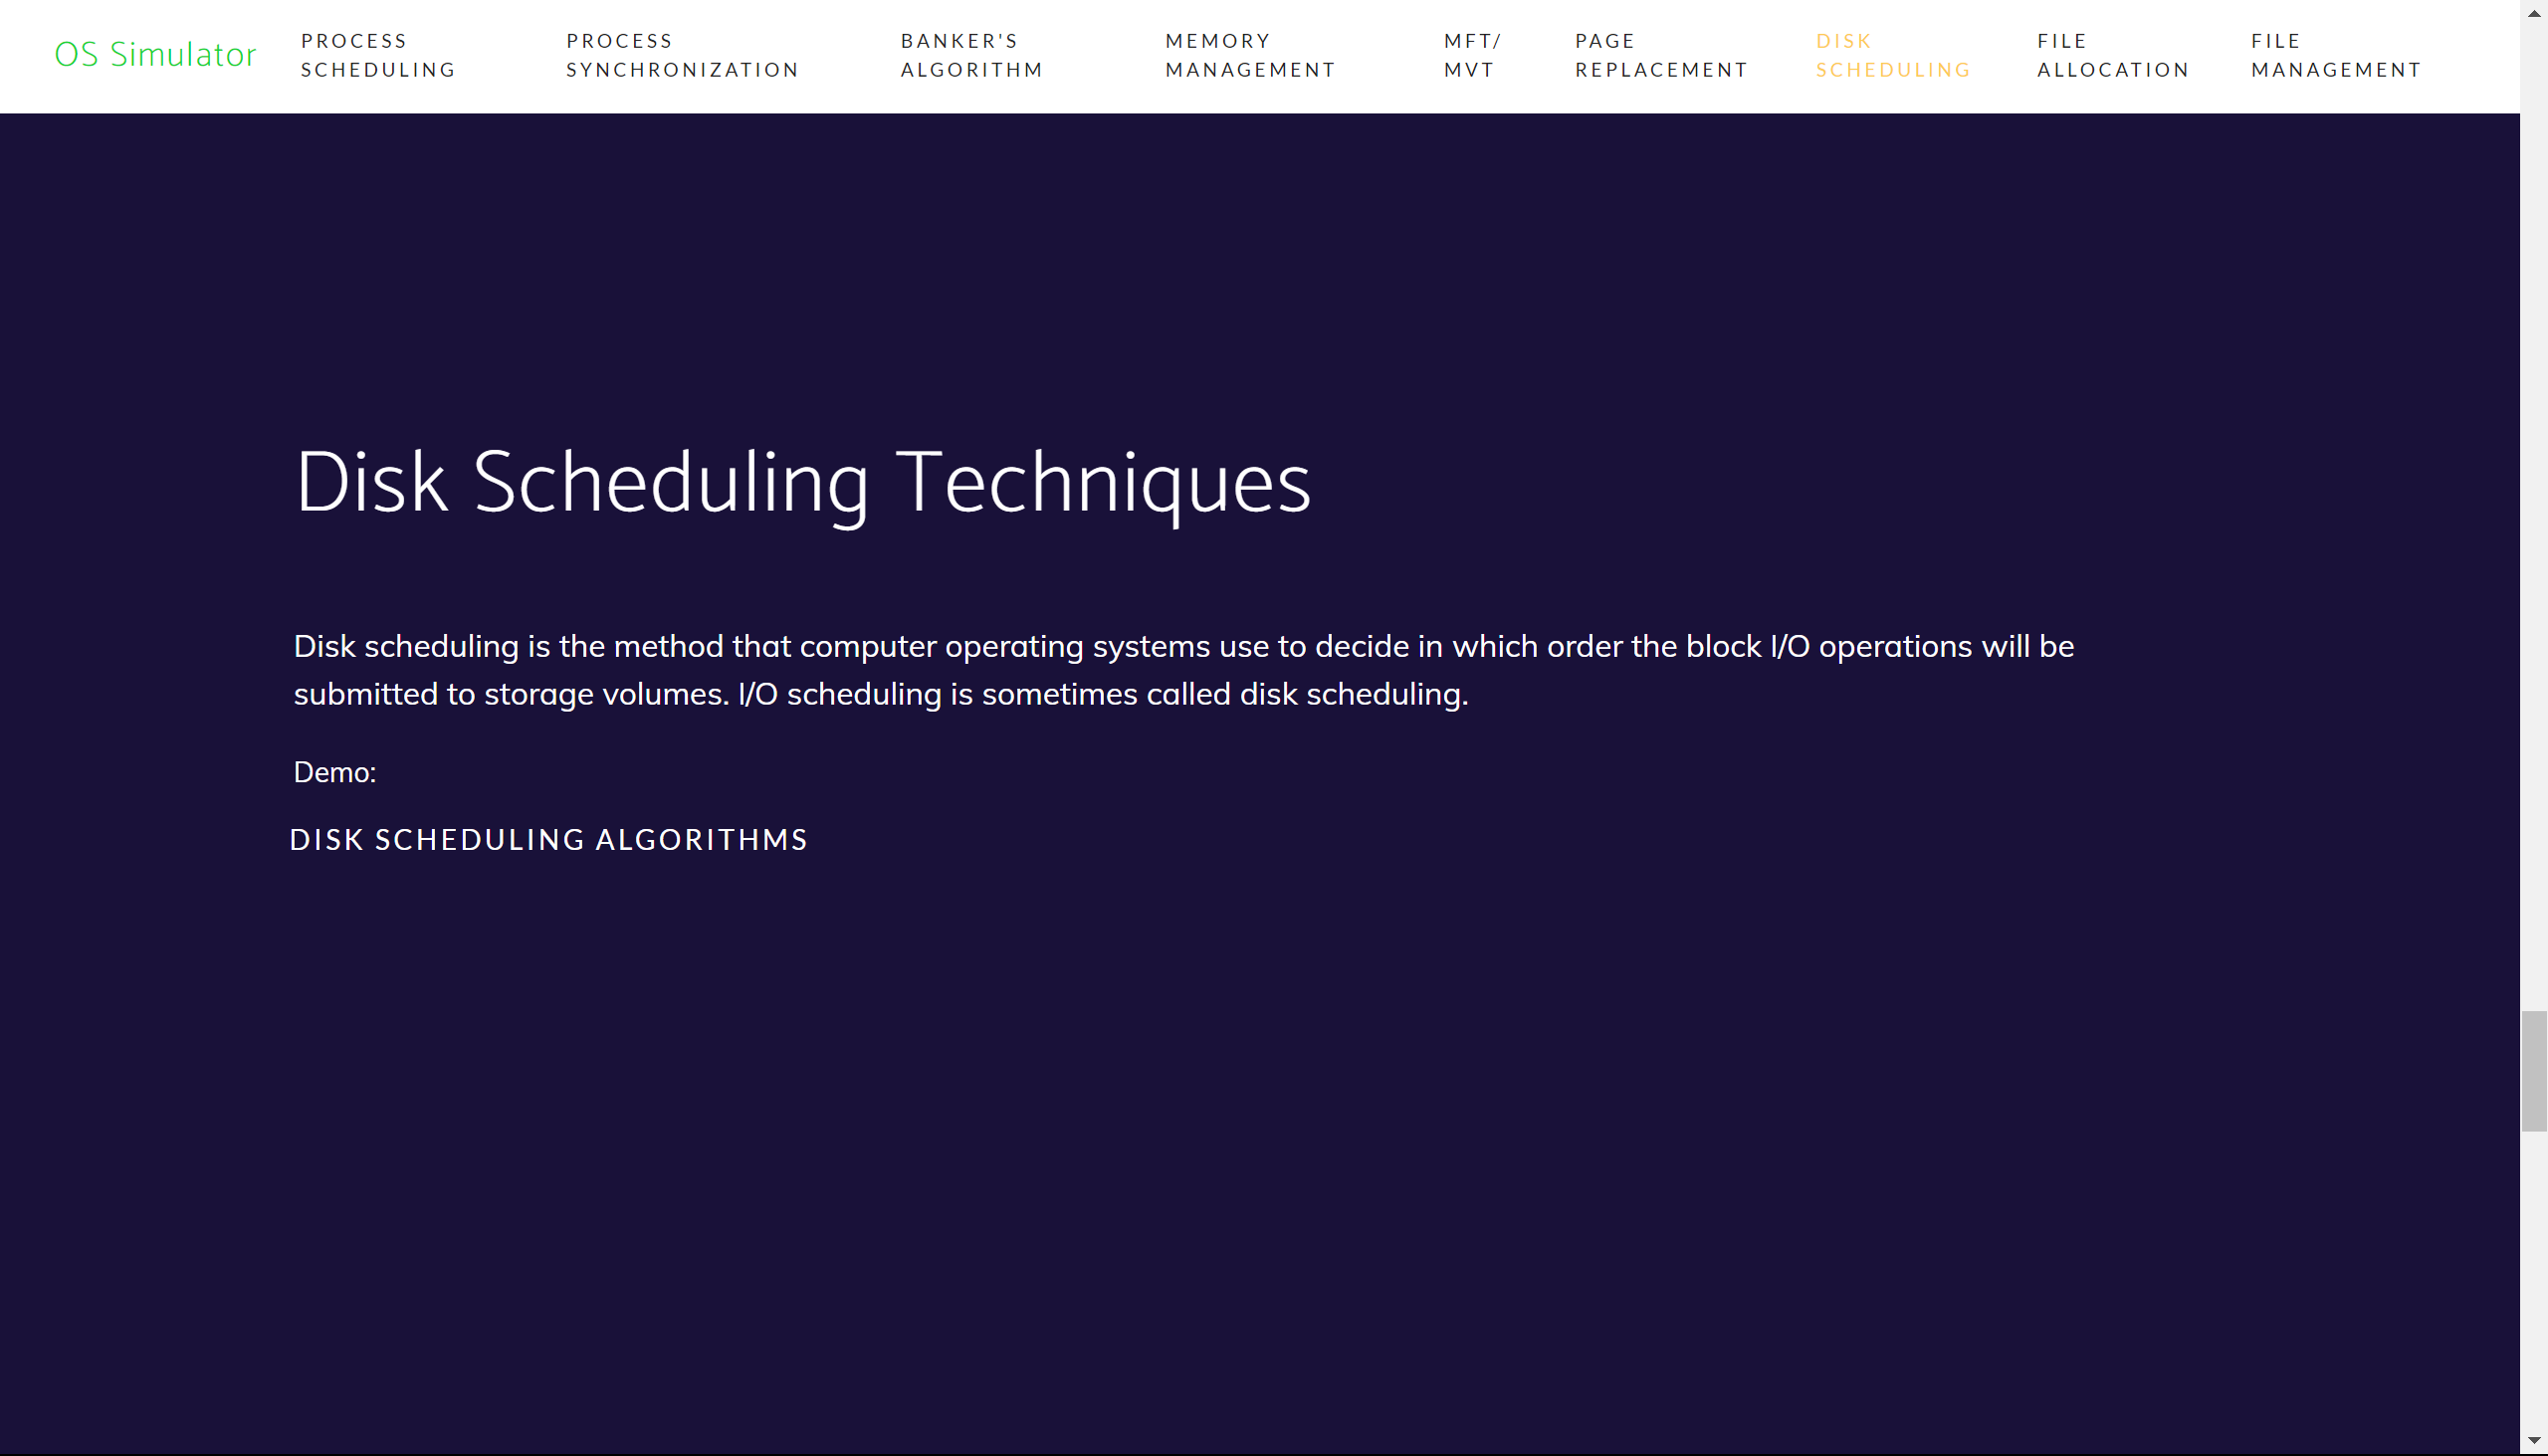 OS Simulator
PROCESS
SCHEDULING
PROCESS
SYNCHRONIZATION
BANKER'S
ALGORITHM
MEMORY
MANAGEMENT
MFT/
MVT
PAGE
REPLACEMENT
DISK
SCHEDULING
FILE
ALLOCATION
FILE
MANAGEMENT
Disk Scheduling Techniques
Disk scheduling is the method that computer operating systems use to decide in which order the block I/O operations will be
submitted to storage volumes. I/O scheduling is sometimes called disk scheduling.
Demo:
DISK SCHEDULING ALGORITHMS